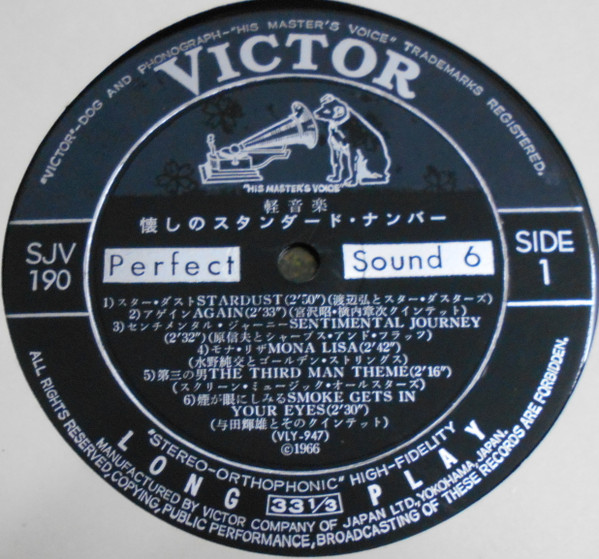 "VICTOR"—DOG AND PHONOGRAPH—"HIS MASTER'S VOICE" TRADEMARKS REGISTERED.
VICTOR
"HIS MASTER'S VOICE"
軽音楽
懐しのスタンダード・ナンバー
SJV
190
Perfect
Sound 6
SIDE
1
1)スター・ダストSTARDUST(2'50")(渡辺弘とスター・ダスターズ)
2)アゲインAGAIN(2'33")(宮沢昭・横内章次クインテット)
3)センチメンタル・ジャーニーSENTIMENTAL JOURNEY
(2'32")(原信夫とシャープス・アンド・フラッツ)
4)モナ・リザMONA LISA(2'42")
(水野純交とゴールデン・ストリングス)
5)第三の男THE THIRD MAN THEME(2'16")
(スクリーン・ミュージック・オールスターズ)
6)煙が眼にしみるSMOKE GETS IN
YOUR EYES(2'30")
(与田輝雄とそのクインテット)
(VLY-947)
©1966
"STEREO-ORTHOPHONIC" HIGH-FIDELITY
LONG 33 1/3 PLAY
MANUFACTURED BY VICTOR COMPANY OF JAPAN LTD, YOKOHAMA, JAPAN.
ALL RIGHTS RESERVED, COPYING, PUBLIC PERFORMANCE, BROADCASTING OF THESE RECORDS ARE FORBIDDEN.